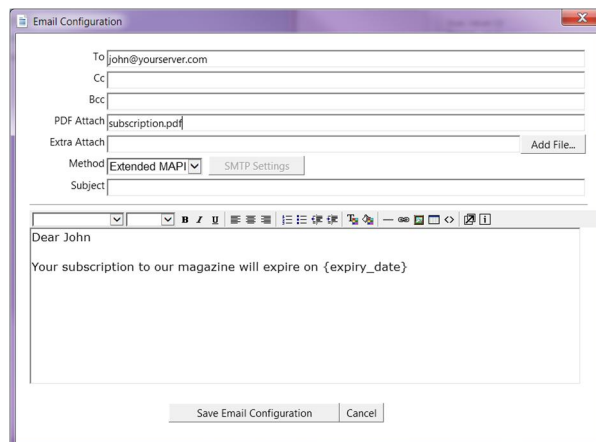 Email Configuration
To john@yourserver.com
Cc
Bcc
PDF Attach subscription.pdf
Extra Attach Add File...
Method Extended MAPI SMTP Settings
Subject
B I U
Dear John
Your subscription to our magazine will expire on {expiry_date}
Save Email Configuration Cancel